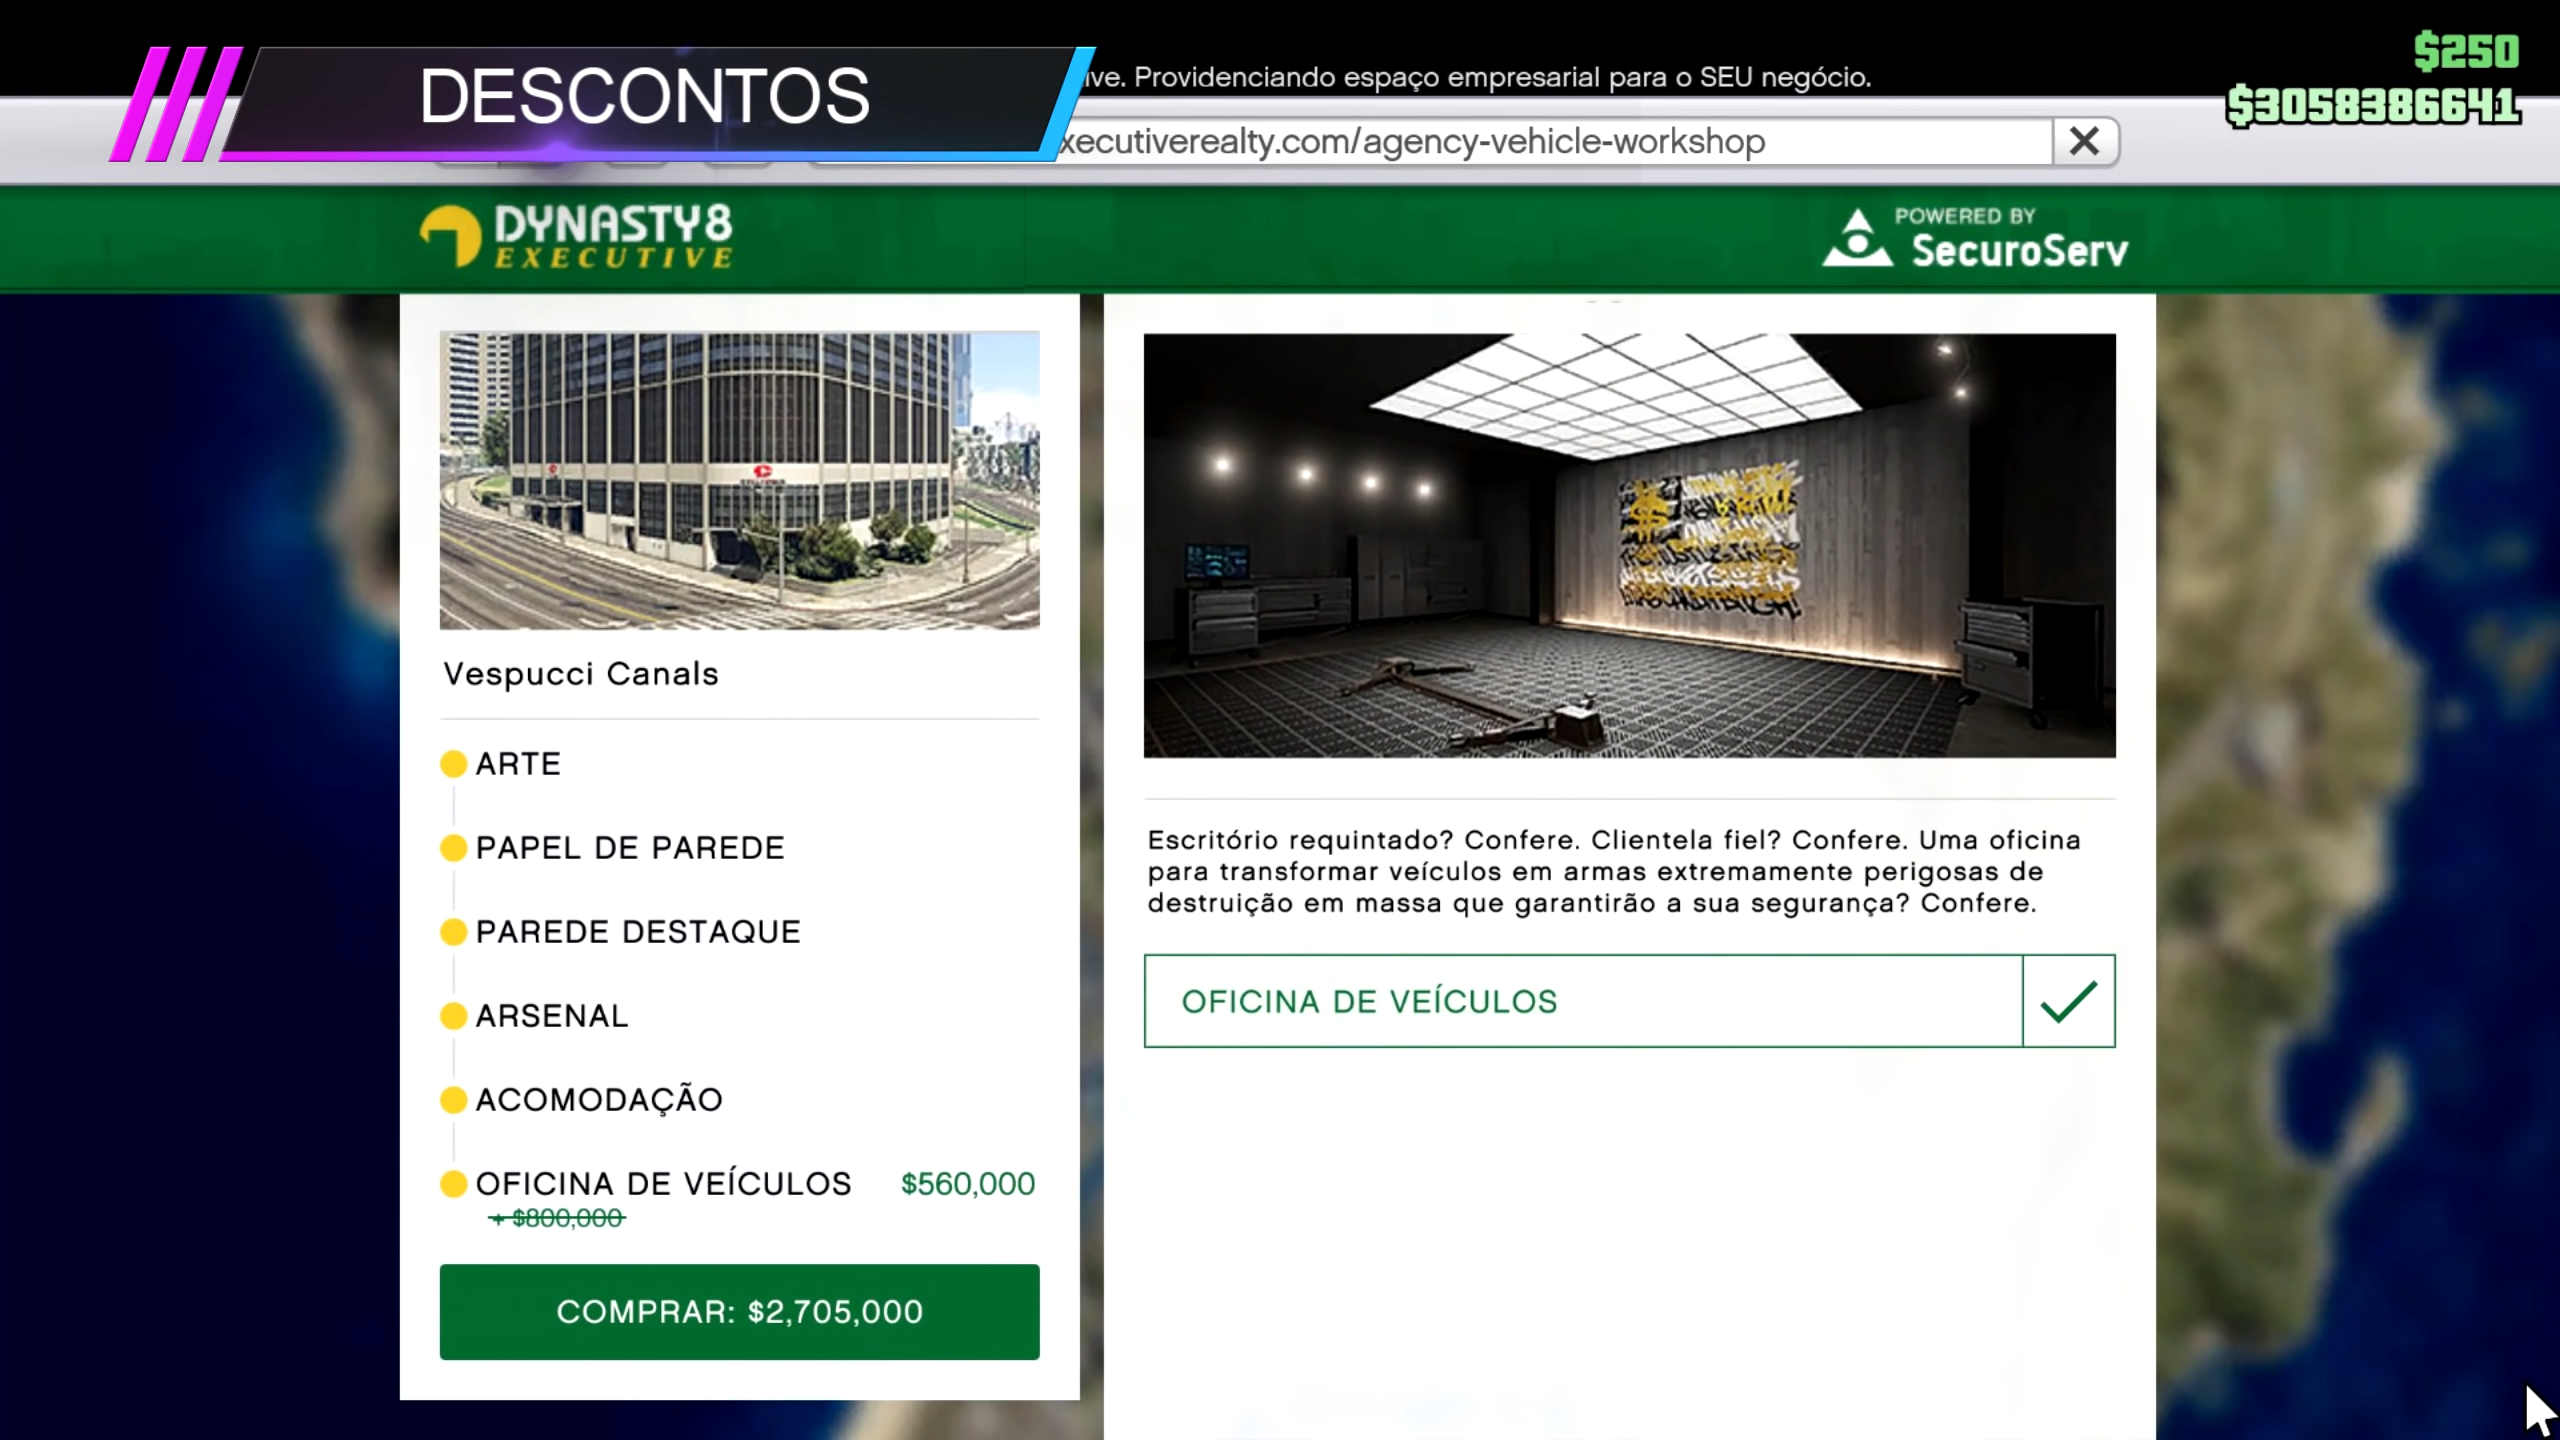 DESCONTOS
ive. Providenciando espaço empresarial para o SEU negócio.
$250
$3058386641
xecutiverealty.com/agency-vehicle-workshop
DYNASTY8
EXECUTIVE
POWERED BY
SecuroServ
Vespucci Canals
ARTE
PAPEL DE PAREDE
PAREDE DESTAQUE
ARSENAL
ACOMODAÇÃO
OFICINA DE VEÍCULOS $560,000
+ $800,000
COMPRAR: $2,705,000
Escritório requintado? Confere. Clientela fiel? Confere. Uma oficina
para transformar veículos em armas extremamente perigosas de
destruição em massa que garantirão a sua segurança? Confere.
OFICINA DE VEÍCULOS